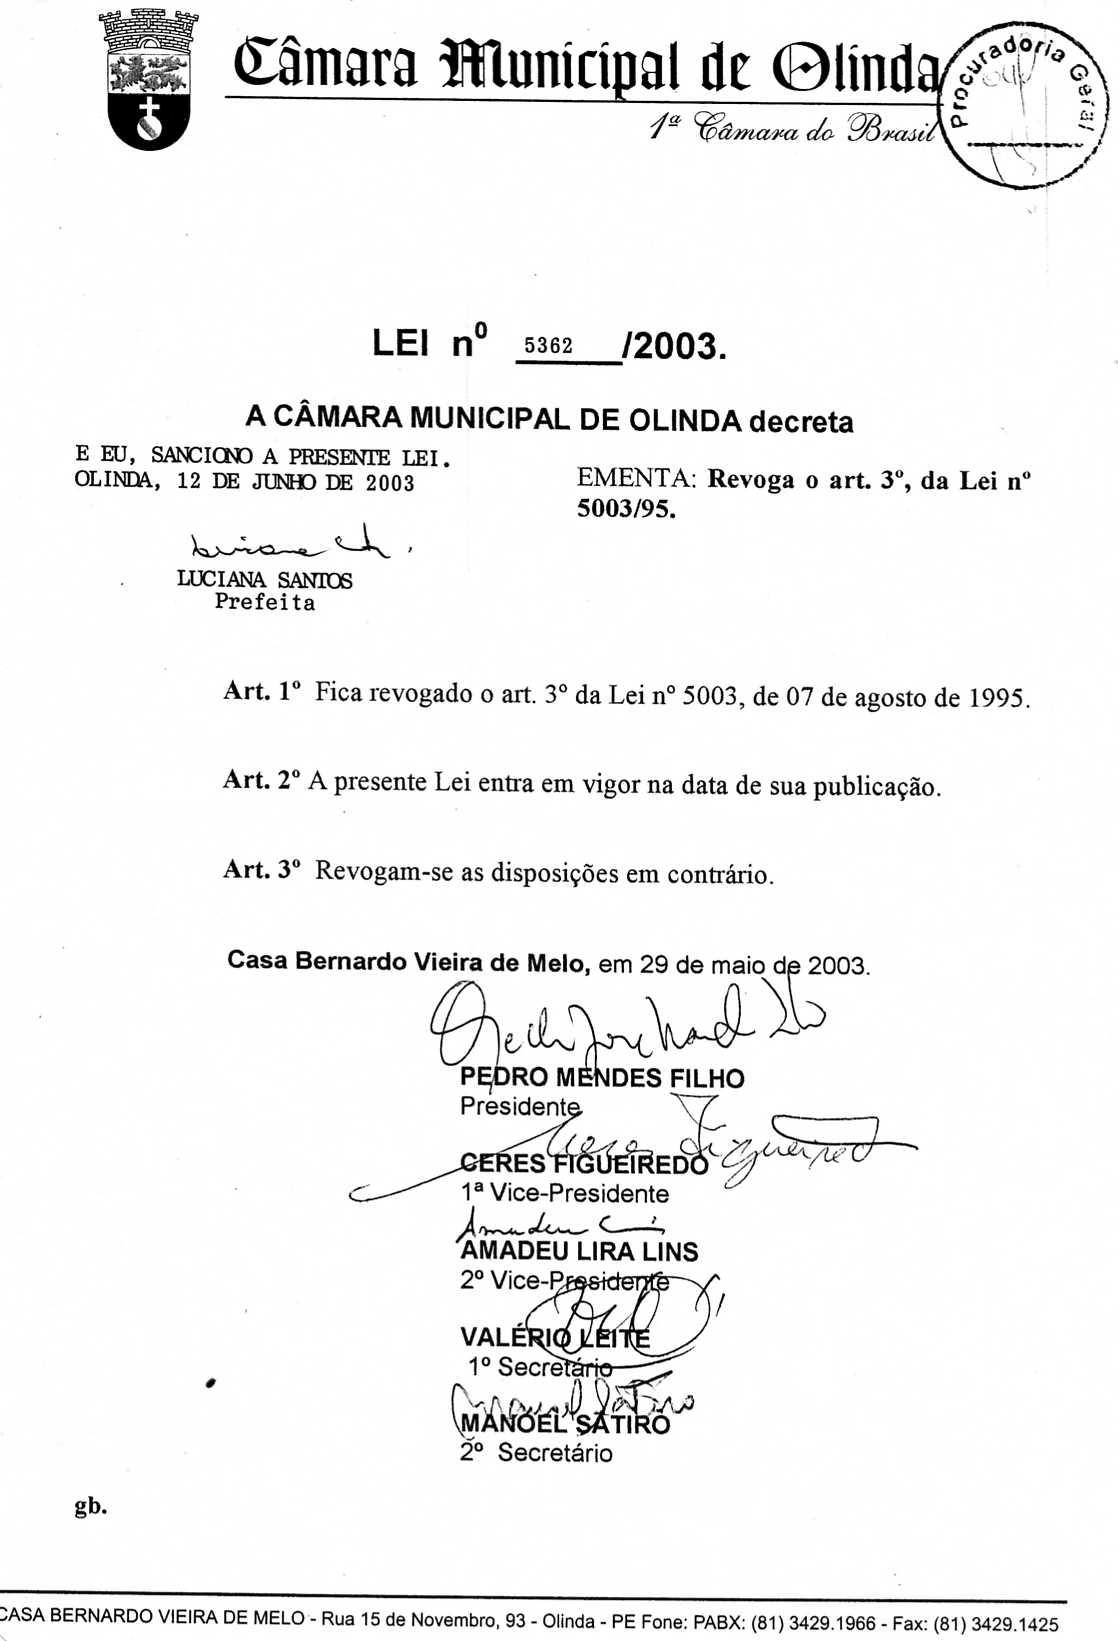 Câmara Municipal de Olinda
1ª Câmara do Brasil
Procuradoria Geral
LEI nº 5362 /2003.
A CÂMARA MUNICIPAL DE OLINDA decreta
E EU, SANCIONO A PRESENTE LEI.
OLINDA, 12 DE JUNHO DE 2003
EMENTA: Revoga o art. 3º, da Lei nº
5003/95.
LUCIANA SANTOS
Prefeita
Art. 1º Fica revogado o art. 3º da Lei nº 5003, de 07 de agosto de 1995.
Art. 2º A presente Lei entra em vigor na data de sua publicação.
Art. 3º Revogam-se as disposições em contrário.
Casa Bernardo Vieira de Melo, em 29 de maio de 2003.
PEDRO MENDES FILHO
Presidente
CERES FIGUEIREDO
1ª Vice-Presidente
AMADEU LIRA LINS
2º Vice-Presidente
VALÉRIO LEITE
1º Secretário
Manoel Sátiro
MANOEL SÁTIRO
2º Secretário
gb.
CASA BERNARDO VIEIRA DE MELO - Rua 15 de Novembro, 93 - Olinda - PE Fone: PABX: (81) 3429.1966 - Fax: (81) 3429.1425